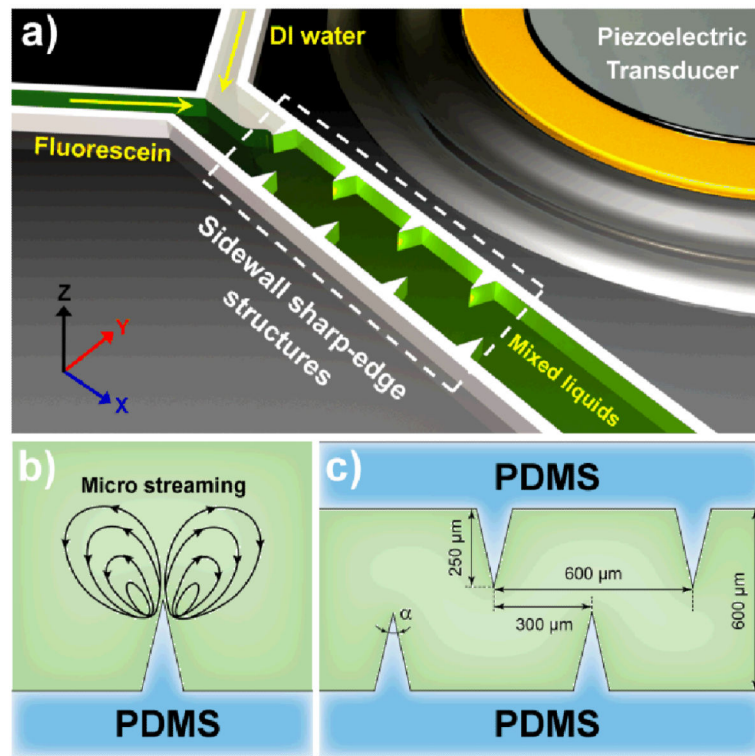 a)
DI water
Piezoelectric
Transducer
Fluorescein
Sidewall sharp-edge
structures
Mixed liquids
Z
Y
X
b)
Micro streaming
PDMS
c)
PDMS
250 µm
600 µm
300 µm
600 µm
α
PDMS